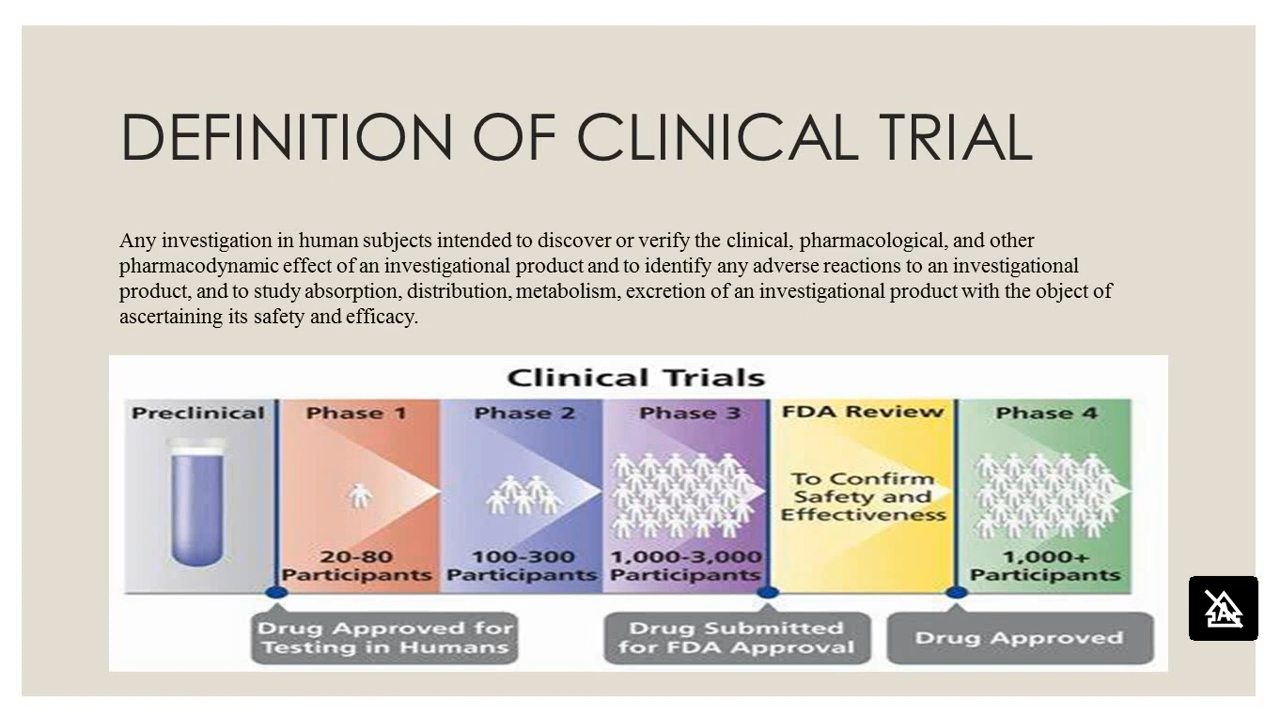 DEFINITION OF CLINICAL TRIAL
Any investigation in human subjects intended to discover or verify the clinical, pharmacological, and other
pharmacodynamic effect of an investigational product and to identify any adverse reactions to an investigational
product, and to study absorption, distribution, metabolism, excretion of an investigational product with the object of
ascertaining its safety and efficacy.
Clinical Trials
Preclinical
Phase 1
20-80
Participants
Phase 2
100-300
Participants
Phase 3
1,000-3,000
Participants
FDA Review
To Confirm
Safety and
Effectiveness
Phase 4
1,000+
Participants
Drug Approved for
Testing in Humans
Drug Submitted
for FDA Approval
Drug Approved